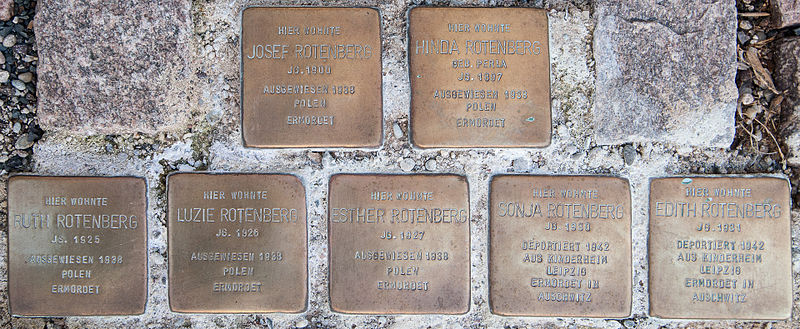 HIER WOHNTE
JOSEF ROTENBERG
JG. 1900
AUSGEWIESEN 1938
POLEN
ERMORDET
HIER WOHNTE
HINDA ROTENBERG
GEB. PERLA
JG. 1897
AUSGEWIESEN 1938
POLEN
ERMORDET
HIER WOHNTE
RUTH ROTENBERG
JG. 1925
AUSGEWIESEN 1938
POLEN
ERMORDET
HIER WOHNTE
LUZIE ROTENBERG
JG. 1926
AUSGEWIESEN 1938
POLEN
ERMORDET
HIER WOHNTE
ESTHER ROTENBERG
JG. 1927
AUSGEWIESEN 1938
POLEN
ERMORDET
HIER WOHNTE
SONJA ROTENBERG
JG.
DEPORTIERT 1942
AUS KINDERHEIM
LEIPZIG
ERMORDET IN
AUSCHWITZ
HIER WOHNTE
EDITH ROTENBERG
JG. 1931
DEPORTIERT 1942
AUS KINDERHEIM
LEIPZIG
ERMORDET IN
AUSCHWITZ